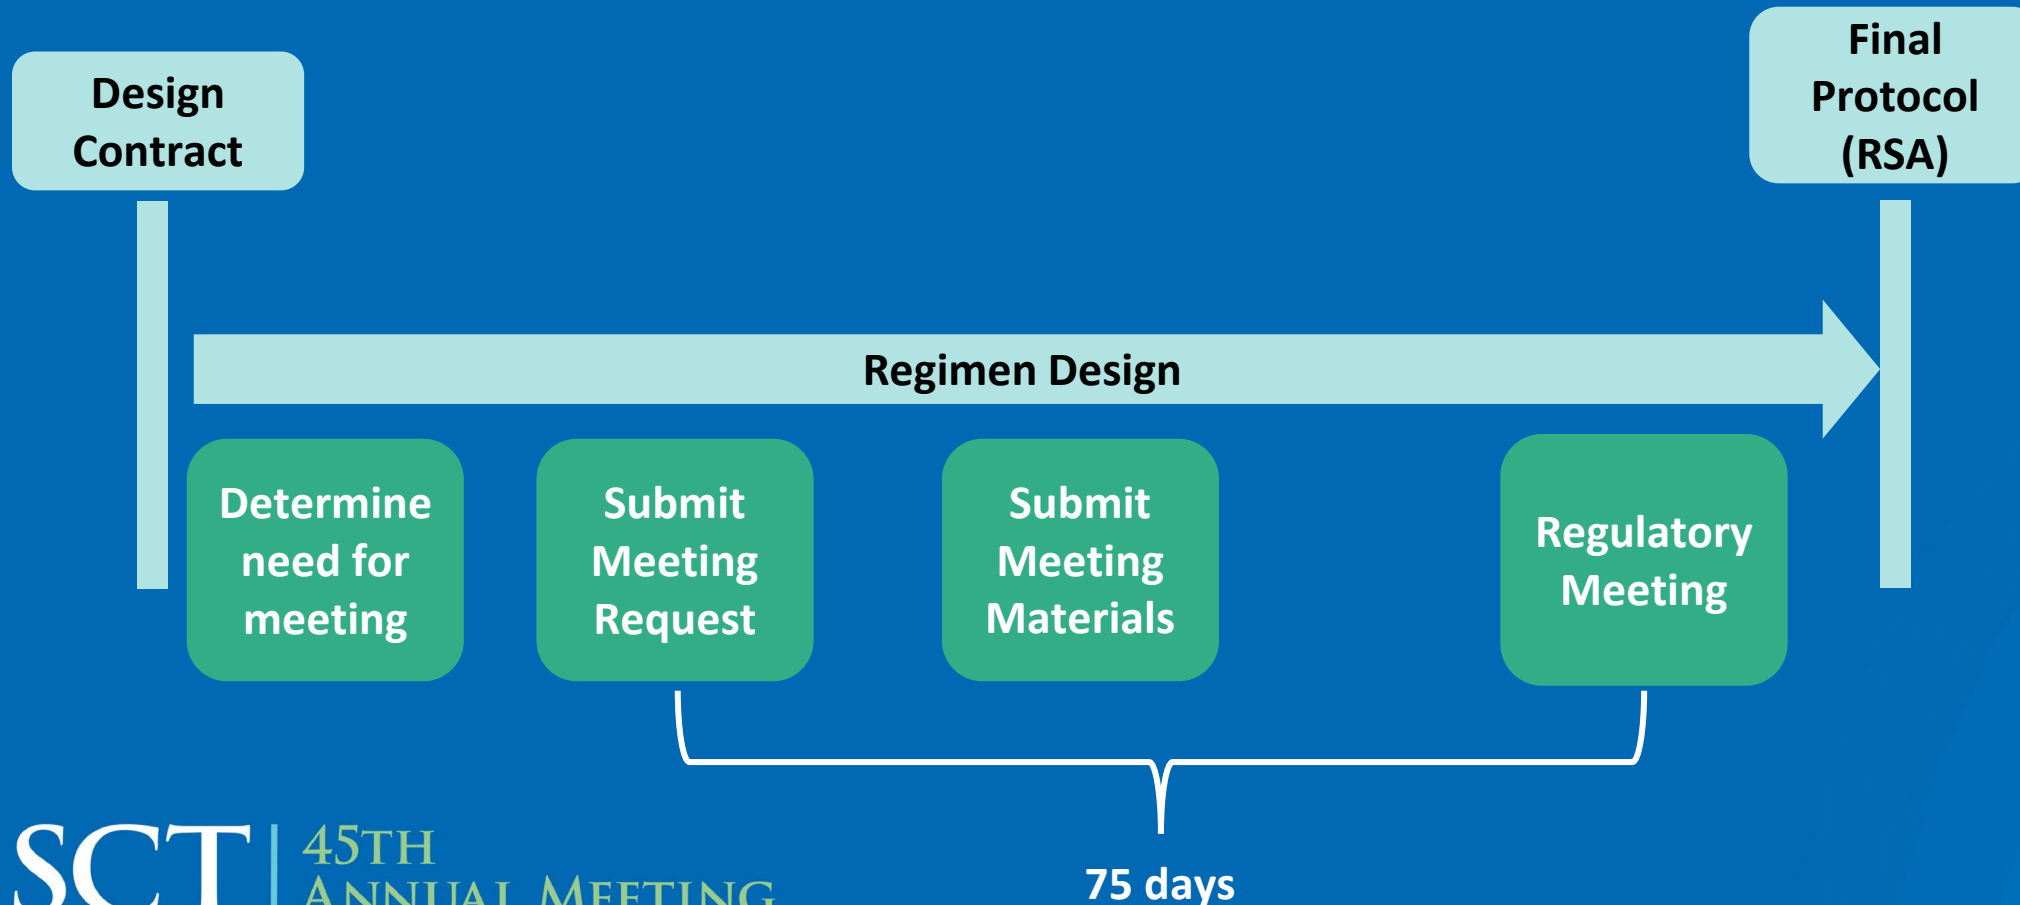 Design
Contract
Final
Protocol
(RSA)
Regimen Design
Determine
need for
meeting
Submit
Meeting
Request
Submit
Meeting
Materials
Regulatory
Meeting
75 days
SCT
45TH
ANNUAL MEETING